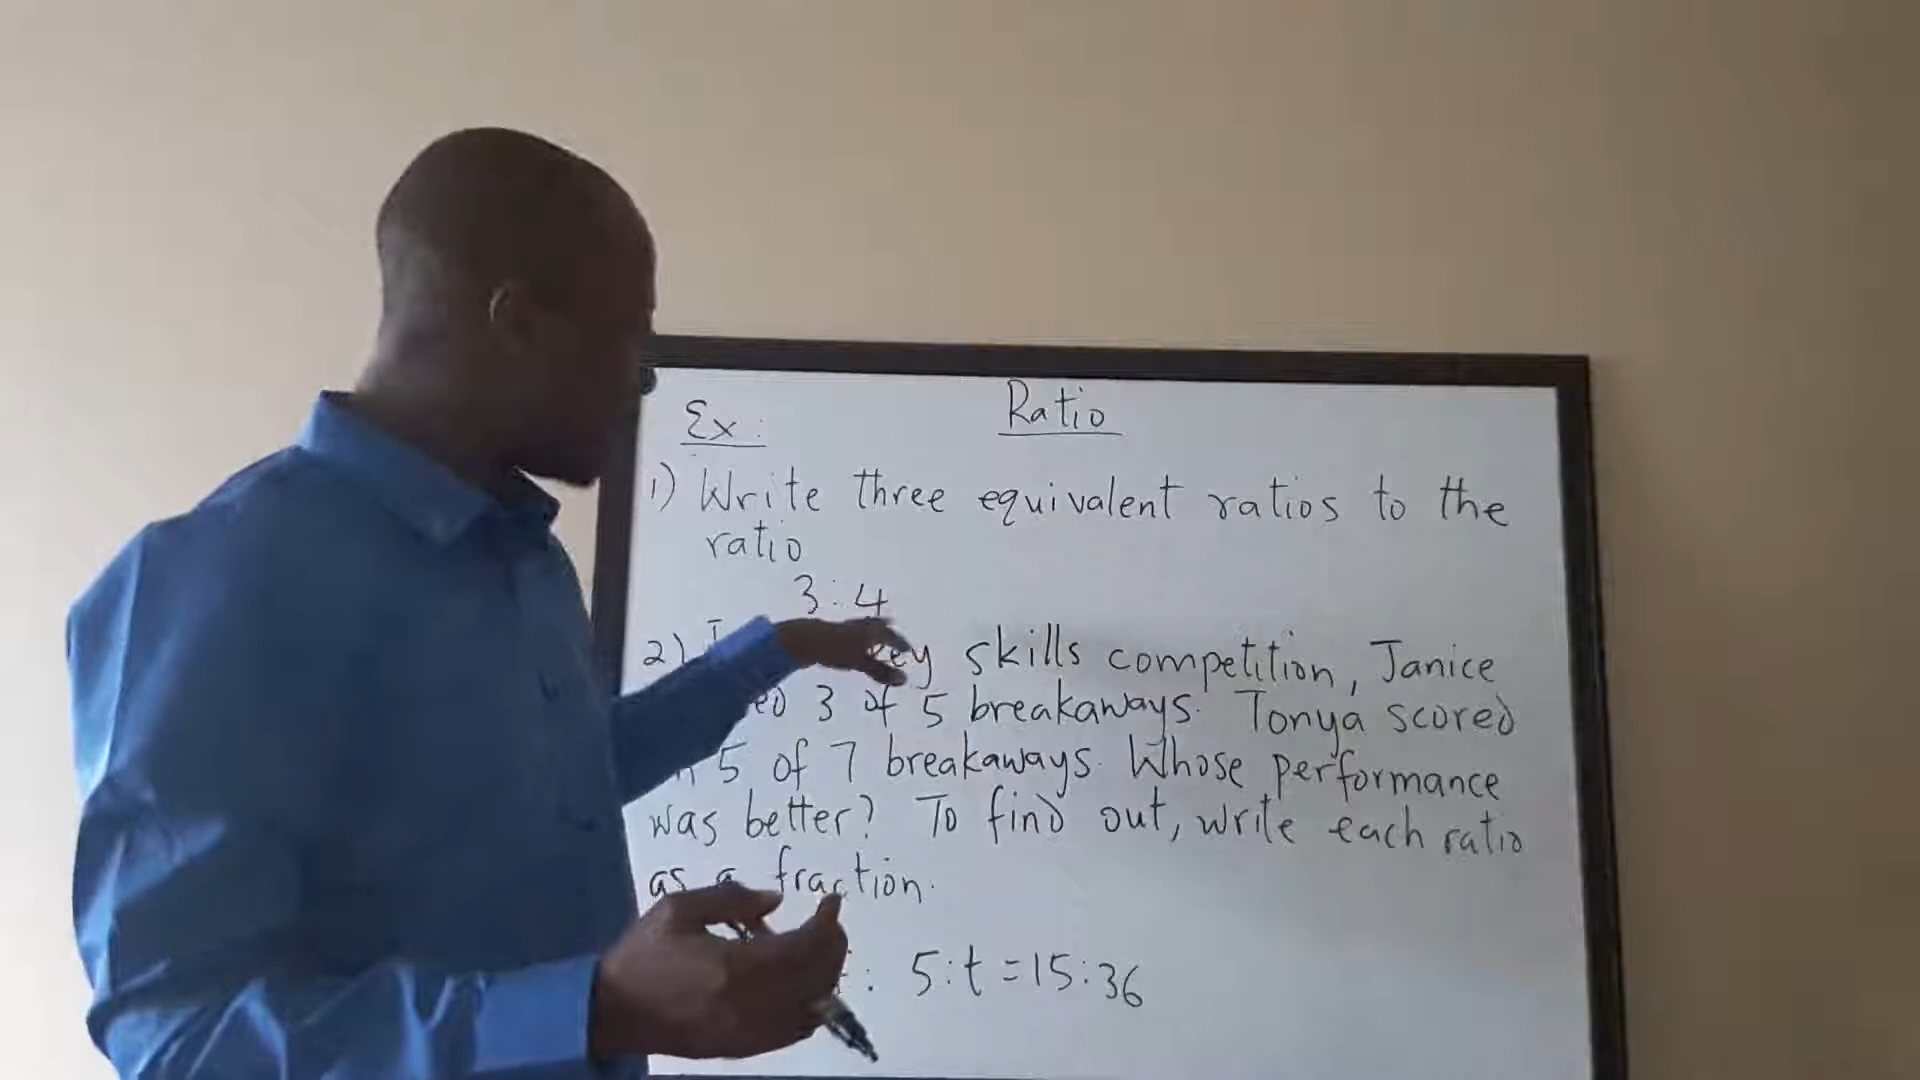 Ratio
Ex:
1) Write three equivalent ratios to the
ratio
3:4
2) skills competition, Janice
3 of 5 breakaways. Tonya scored
5 of 7 breakaways. Whose performance
was better? To find out, write each ratio
as a fraction.
: 5:t=15:36